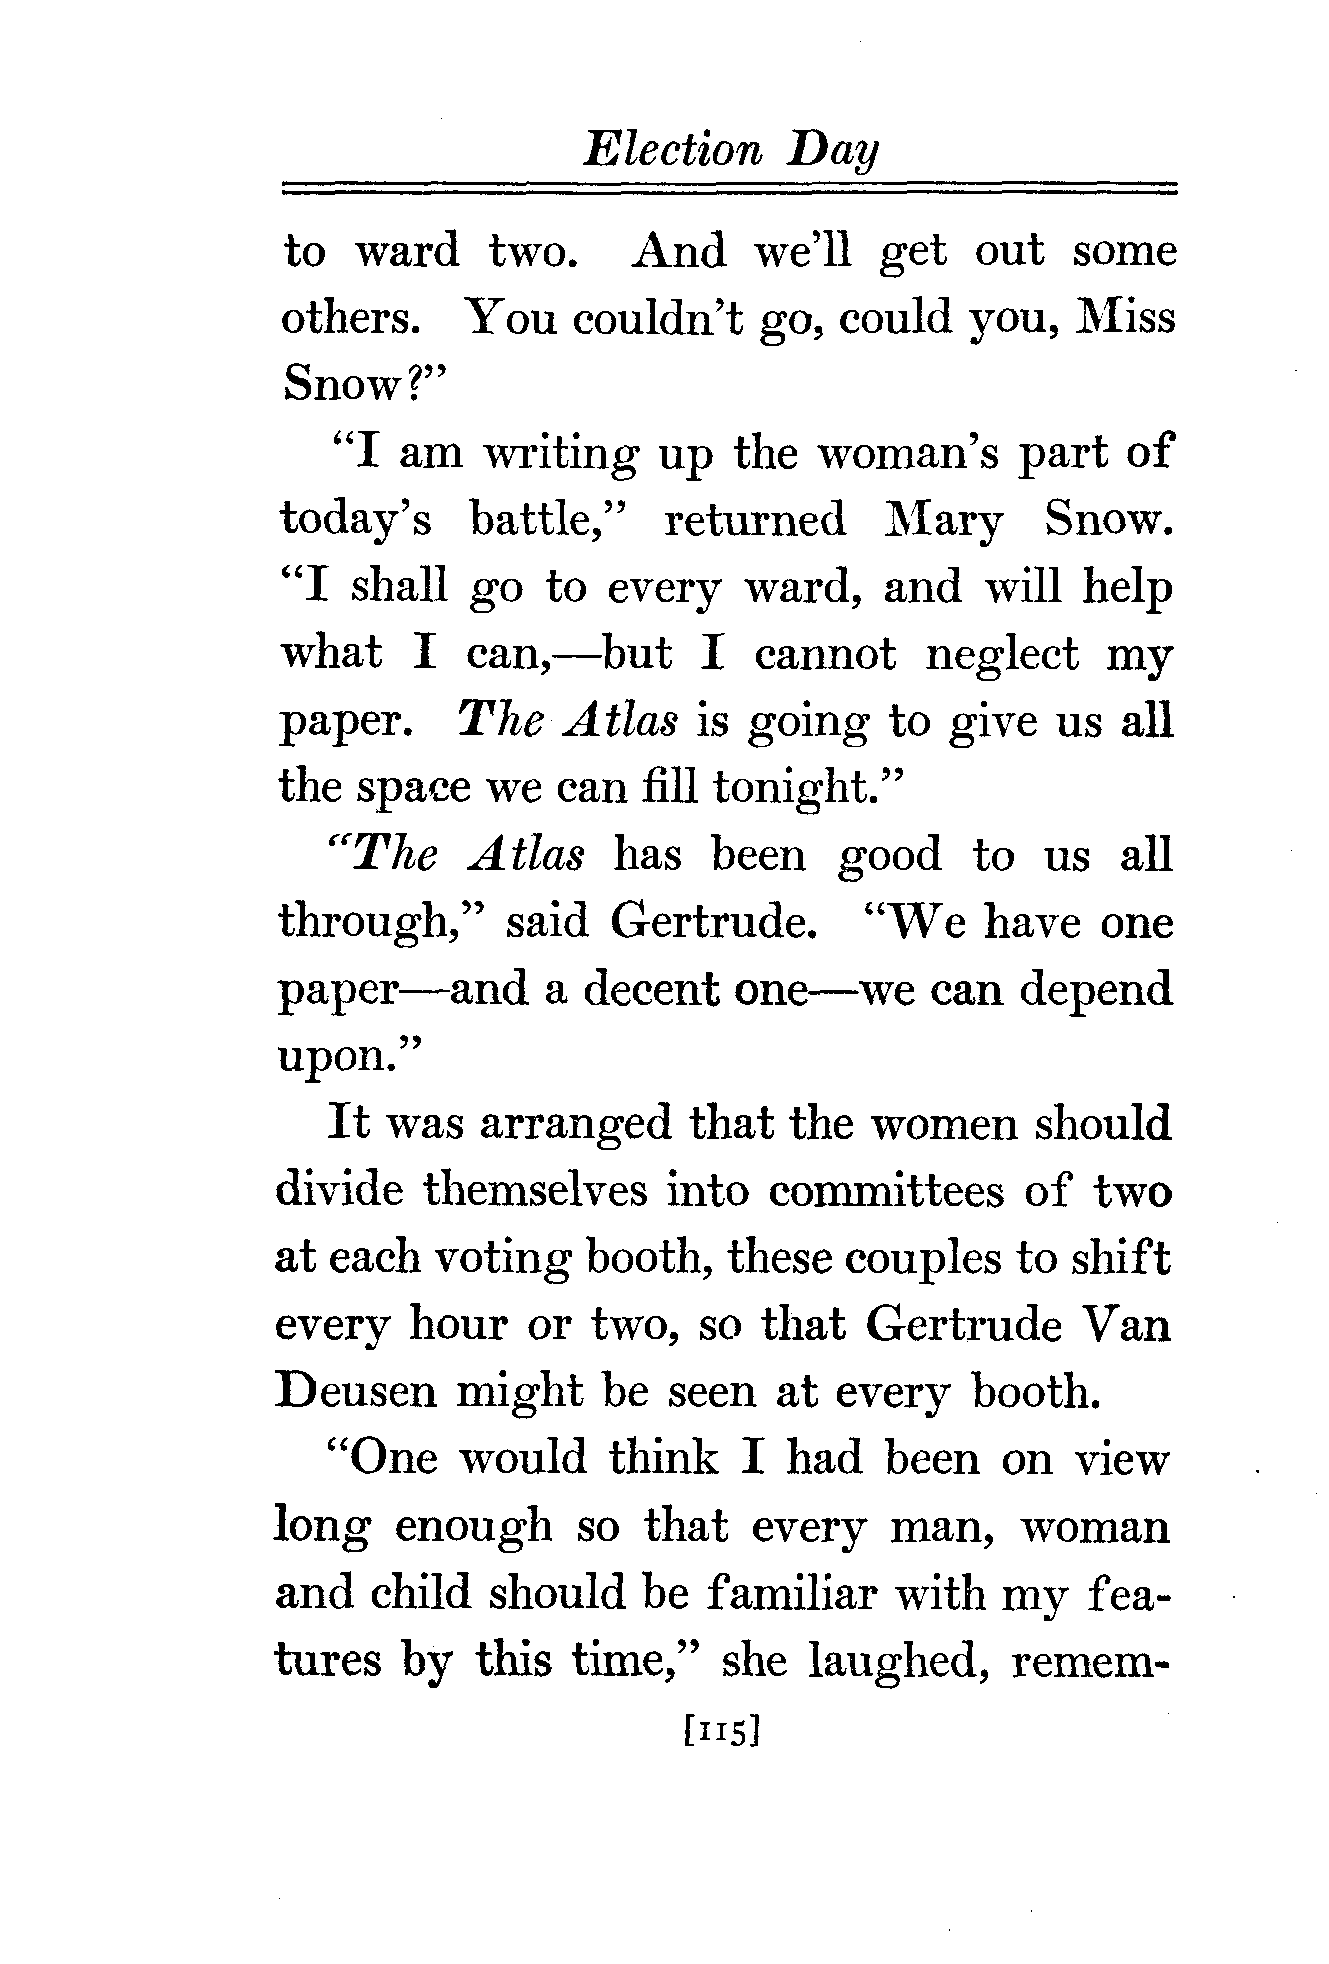 Election Day
to ward two. And we'll get out some
others. You couldn't go, could you, Miss
Snow?"
"I am writing up the woman's part of
today's battle," returned Mary Snow.
"I shall go to every ward, and will help
what I can,—but I cannot neglect my
paper. The Atlas is going to give us all
the space we can fill tonight."
"The Atlas has been good to us all
through," said Gertrude. "We have one
paper—and a decent one—we can depend
upon."
It was arranged that the women should
divide themselves into committees of two
at each voting booth, these couples to shift
every hour or two, so that Gertrude Van
Deusen might be seen at every booth.
"One would think I had been on view
long enough so that every man, woman
and child should be familiar with my fea-
tures by this time," she laughed, remem-
[115]